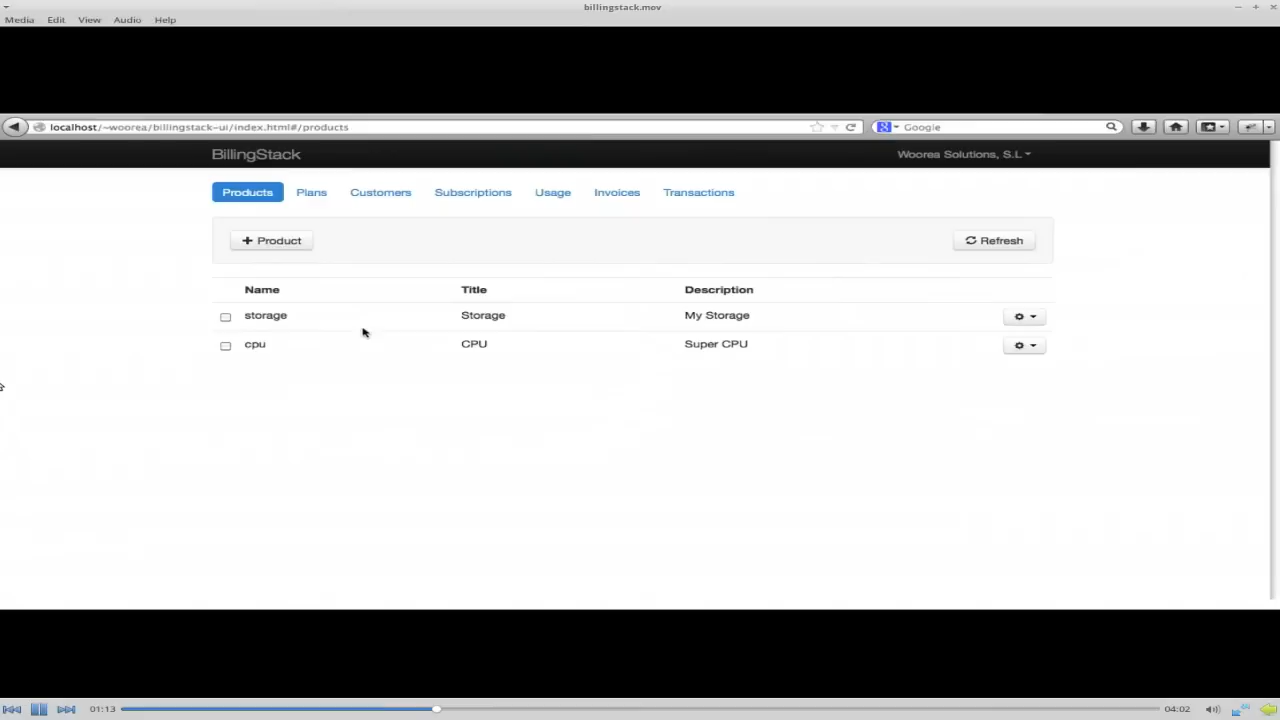 billingstack.mov
Media Edit View Audio Help
localhost/~woorea/billingstack-ui/index.html#/products
Google
BillingStack
Woorea Solutions, S.L
Products Plans Customers Subscriptions Usage Invoices Transactions
+ Product
Refresh
Name Title Description
storage Storage My Storage
cpu CPU Super CPU
01:13
04:02